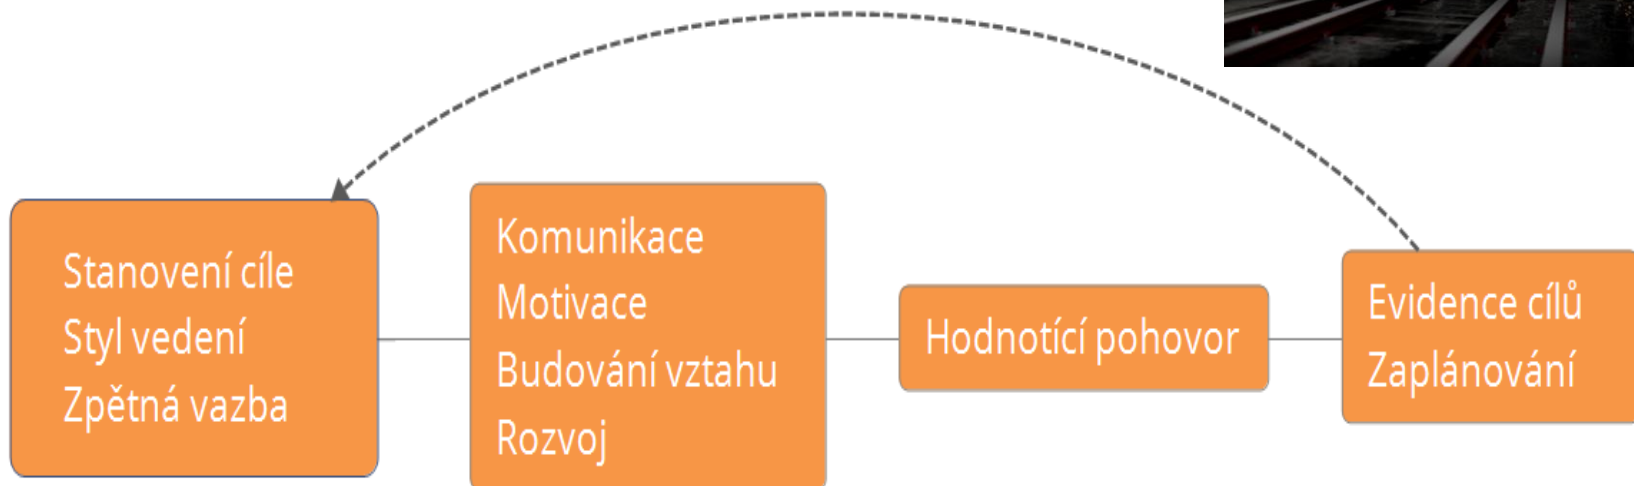 Stanovení cíle
Styl vedení
Zpětná vazba
Komunikace
Motivace
Budování vztahu
Rozvoj
Hodnotící pohovor
Evidence cílů
Zaplánování